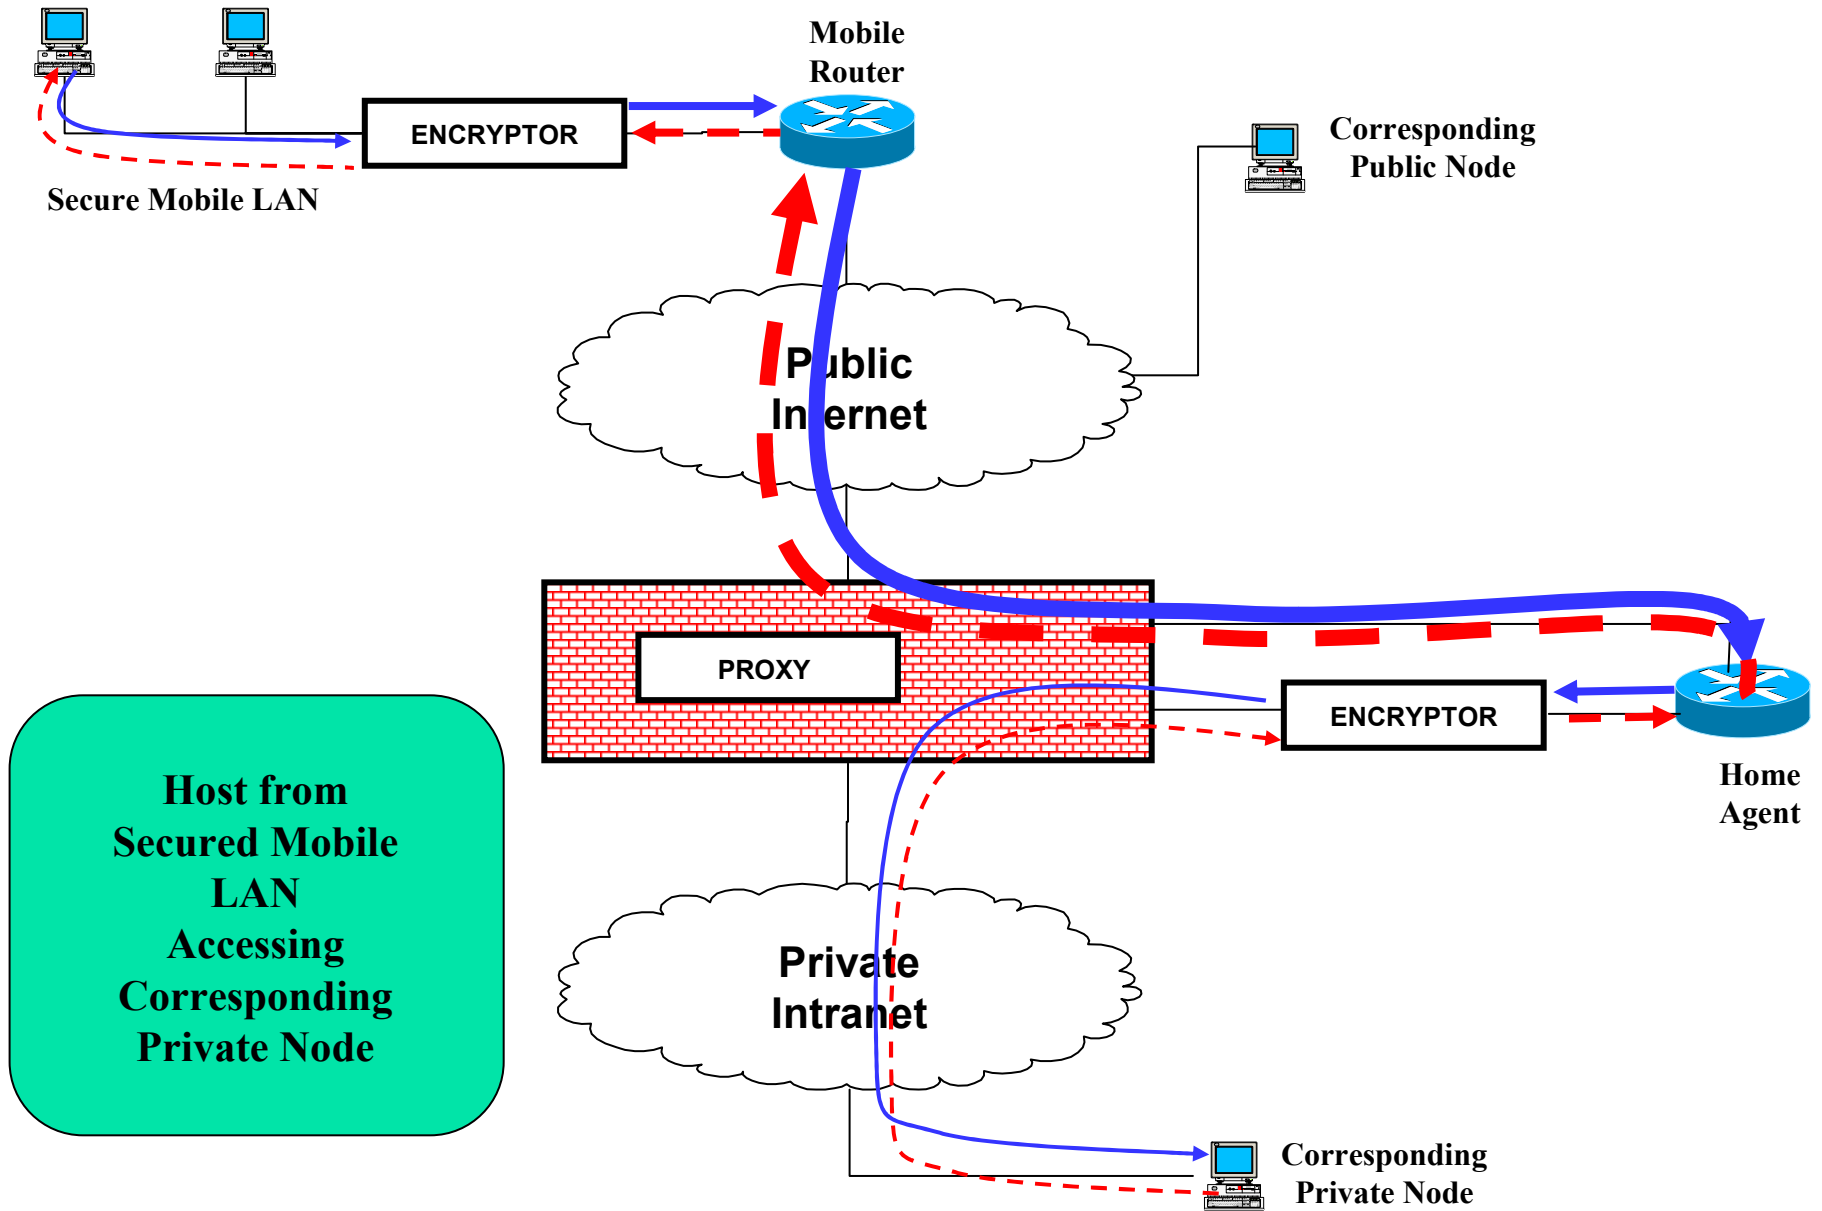 Mobile
Router
ENCRYPTOR
Secure Mobile LAN
Corresponding
Public Node
Public
Internet
PROXY
ENCRYPTOR
Home
Agent
Host from
Secured Mobile
LAN
Accessing
Corresponding
Private Node
Private
Intranet
Corresponding
Private Node